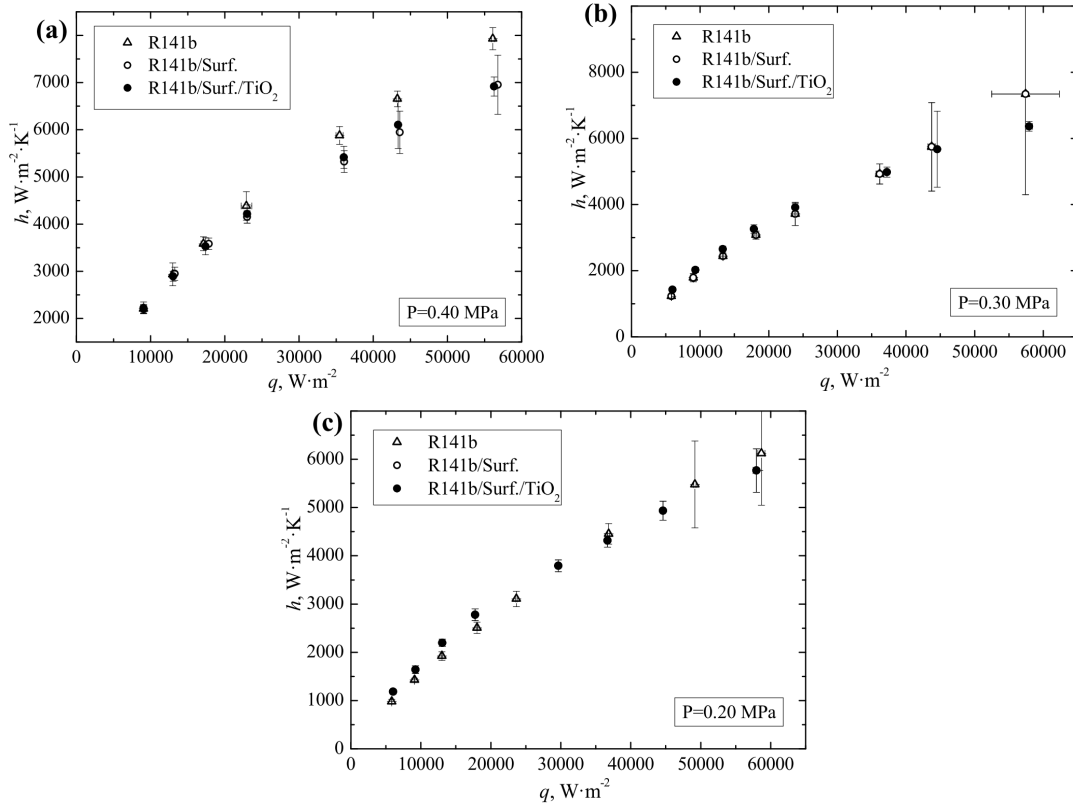 (a)
R141b
R141b/Surf.
R141b/Surf./TiO₂
7000
6000
5000
4000
3000
2000
h, W·m⁻²·K⁻¹
P=0.40 MPa
0 10000 20000 30000 40000 50000 60000
q, W·m⁻²
(b)
R141b
R141b/Surf.
R141b/Surf./TiO₂
8000
6000
4000
2000
0
h, W·m⁻²·K⁻¹
P=0.30 MPa
0 10000 20000 30000 40000 50000 60000
q, W·m⁻²
(c)
R141b
R141b/Surf.
R141b/Surf./TiO₂
6000
5000
4000
3000
2000
1000
0
h, W·m⁻²·K⁻¹
P=0.20 MPa
0 10000 20000 30000 40000 50000 60000
q, W·m⁻²